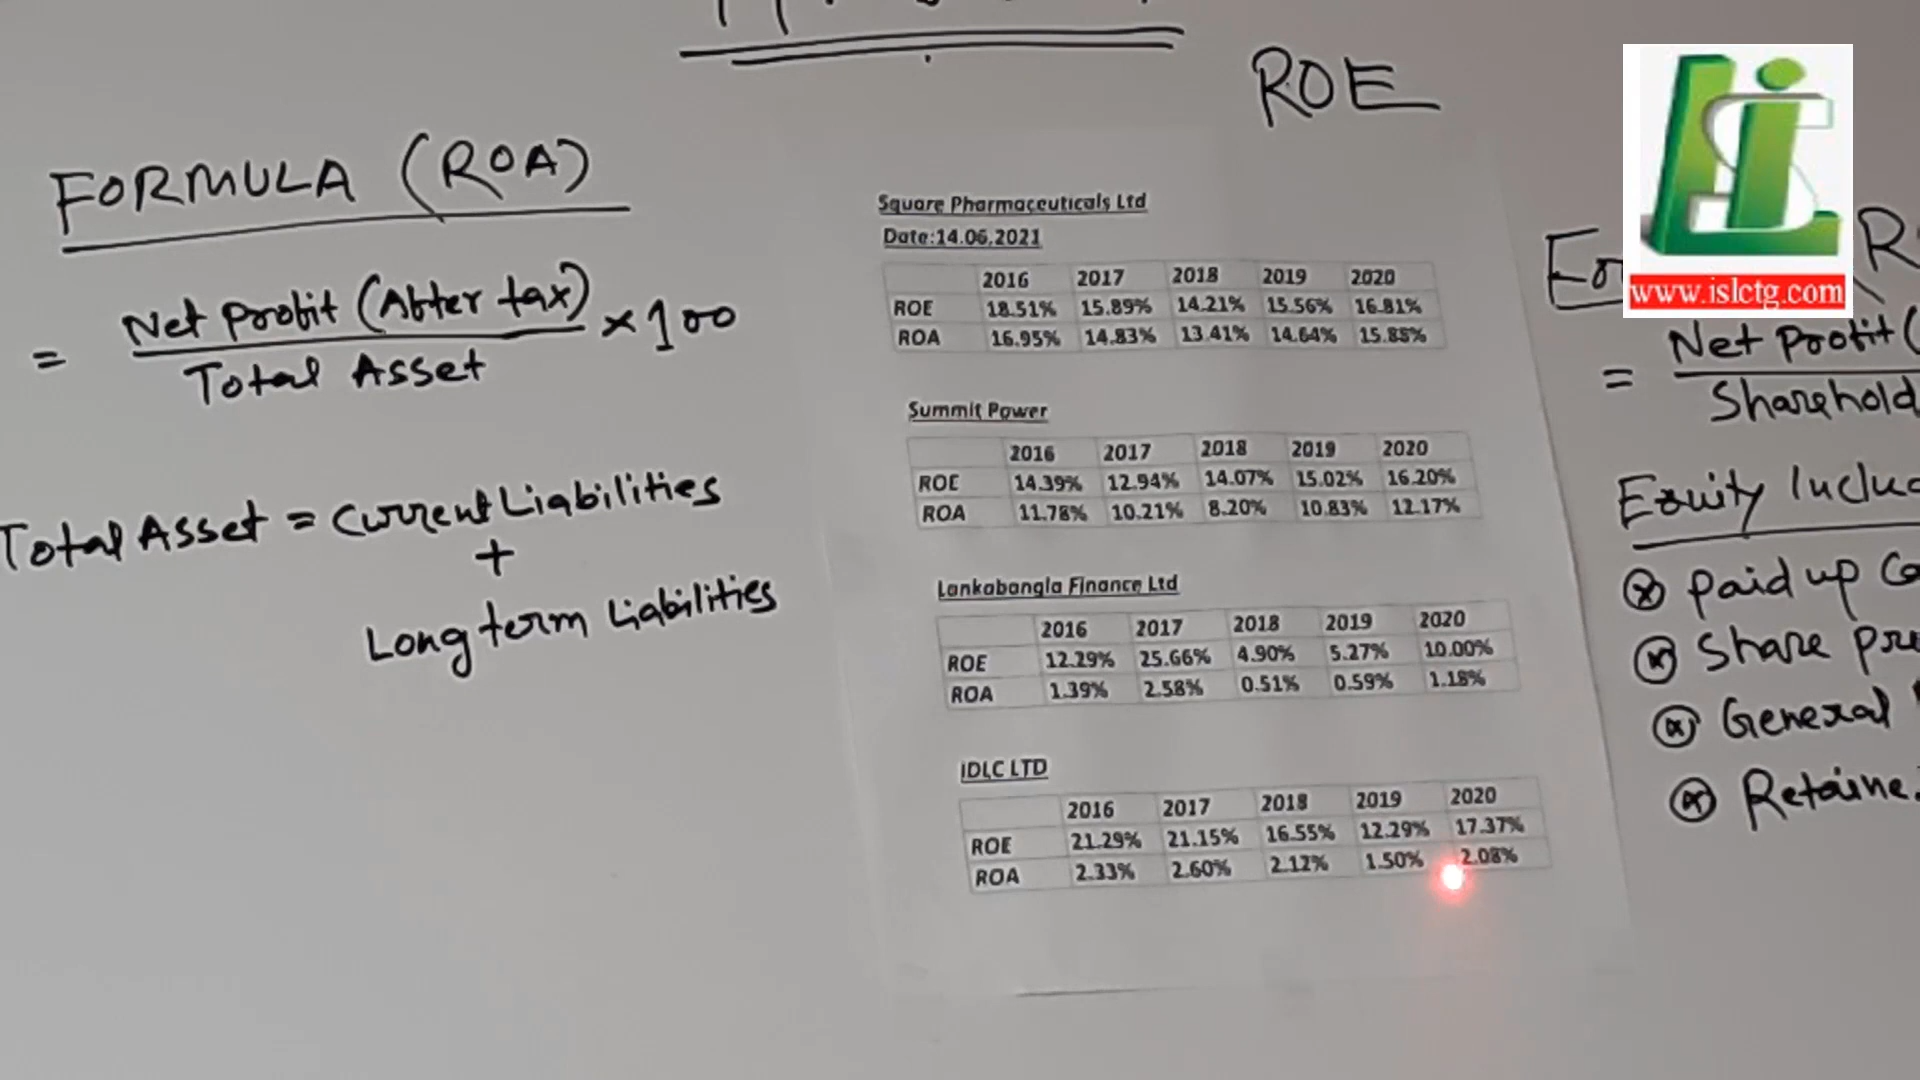 ROE
FORMULA (ROA)
= Net Profit (After tax) × 100
Total Asset
Total Asset = Current Liabilities
+
Long term Liabilities
Square Pharmaceuticals Ltd
Date:14.06.2021
2016 2017 2018 2019 2020
ROE 18.51% 15.89% 14.21% 15.56% 16.81%
ROA 16.95% 14.83% 13.41% 14.64% 15.88%
Summit Power
2016 2017 2018 2019 2020
ROE 14.39% 12.94% 14.07% 15.02% 16.20%
ROA 11.78% 10.21% 8.20% 10.83% 12.17%
Lankabangla Finance Ltd
2016 2017 2018 2019 2020
ROE 12.29% 25.66% 4.90% 5.27% 10.00%
ROA 1.39% 2.58% 0.51% 0.59% 1.18%
IDLC LTD
2016 2017 2018 2019 2020
ROE 21.29% 21.15% 16.55% 12.29% 17.37%
ROA 2.33% 2.60% 2.12% 1.50% 2.08%
www.islctg.com
= Net Profit (
Sharehold
Equity Includ
Paid up
Share pre
General
Retaine